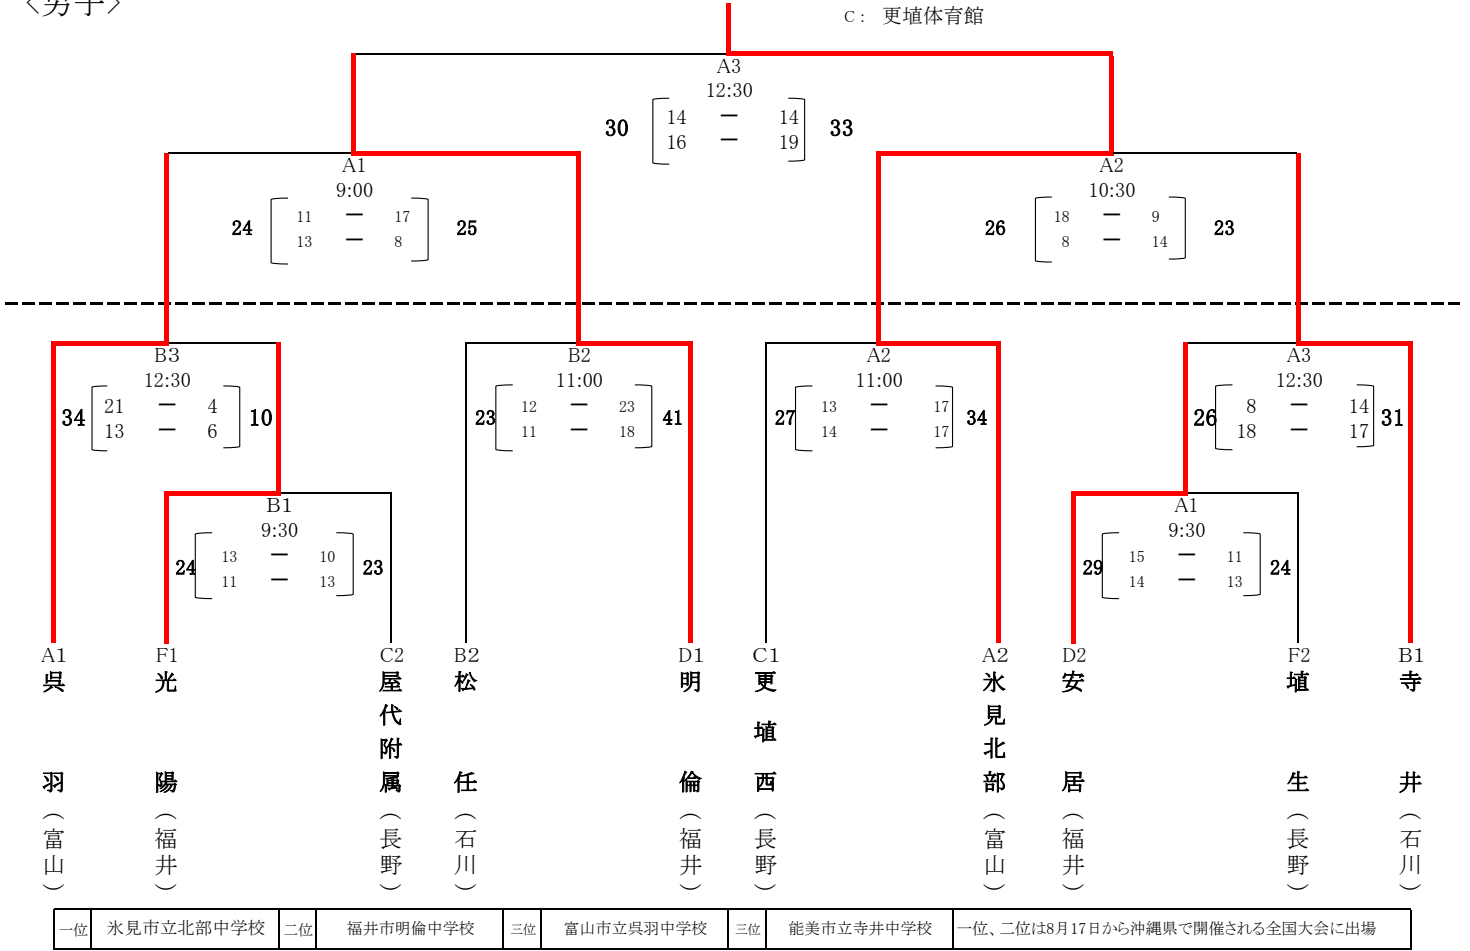 〈男子〉
C： 更埴体育館
A3
12:30
30 14 ー 14 33
16 ー 19
A1
9:00
24 11 ー 17 25
13 ー 8
A2
10:30
26 18 ー 9 23
8 ー 14
B3
12:30
34 21 ー 4 10
13 ー 6
B2
11:00
23 12 ー 23 41
11 ー 18
A2
11:00
27 13 ー 17 34
14 ー 17
A3
12:30
26 8 ー 14 31
18 ー 17
B1
9:30
24 13 ー 10 23
11 ー 13
A1
9:30
29 15 ー 11 24
14 ー 13
A1
呉羽
（富山）
F1
光陽
（福井）
C2
屋代附属
（長野）
B2
松任
（石川）
D1
明倫
（福井）
C1
更埴西
（長野）
A2
氷見北部
（富山）
D2
安居
（福井）
F2
埴生
（長野）
B1
寺井
（石川）
一位 氷見市立北部中学校 二位 福井市明倫中学校 三位 富山市立呉羽中学校 三位 能美市立寺井中学校 一位、二位は8月17日から沖縄県で開催される全国大会に出場